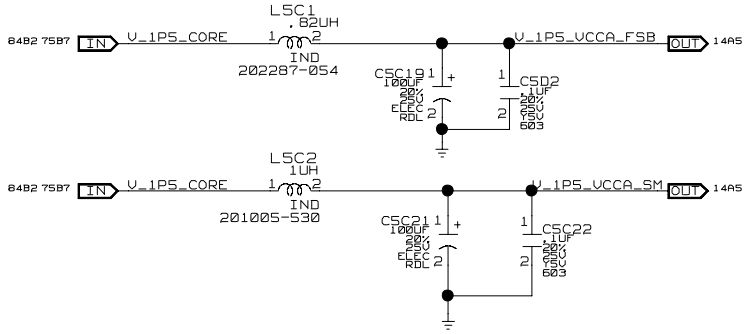 L5C1
.82UH
84B2 75B7 IN V_1P5_CORE 1 2 V_1P5_VCCA_FSB OUT 14A5
IND
202287-054
C5C19 1 +
100UF
20%
25V
ELEC
RDL 2
1 C5D2
.1UF
20%
25V
Y5V
2 603
L5C2
1UH
84B2 75B7 IN V_1P5_CORE 1 2 V_1P5_VCCA_SM OUT 14A5
IND
201005-530
C5C21 1 +
100UF
20%
25V
ELEC
RDL 2
1 C5C22
.1UF
20%
25V
Y5V
2 603